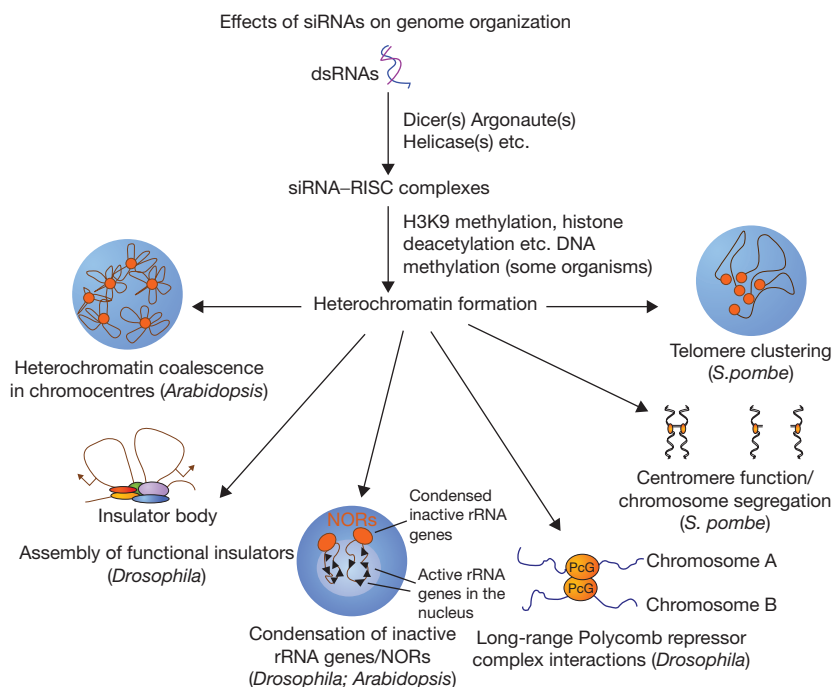 Effects of siRNAs on genome organization
dsRNAs
Dicer(s) Argonaute(s)
Helicase(s) etc.
siRNA–RISC complexes
H3K9 methylation, histone
deacetylation etc. DNA
methylation (some organisms)
Heterochromatin formation
Heterochromatin coalescence
in chromocentres (Arabidopsis)
Telomere clustering
(S.pombe)
Insulator body
Assembly of functional insulators
(Drosophila)
NORs
Condensed
inactive rRNA
genes
Active rRNA
genes in the
nucleus
Condensation of inactive
rRNA genes/NORs
(Drosophila; Arabidopsis)
Centromere function/
chromosome segregation
(S. pombe)
PcG
PcG
Chromosome A
Chromosome B
Long-range Polycomb repressor
complex interactions (Drosophila)